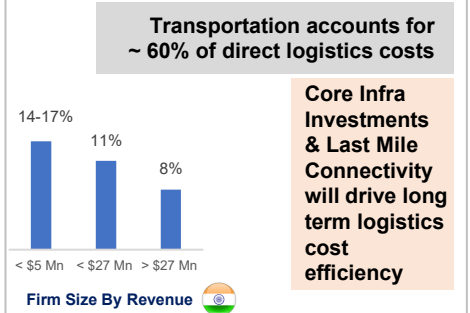 Transportation accounts for
~ 60% of direct logistics costs
Core Infra
Investments
& Last Mile
Connectivity
will drive long
term logistics
cost
efficiency
14-17%
11%
8%
< $5 Mn < $27 Mn > $27 Mn
Firm Size By Revenue